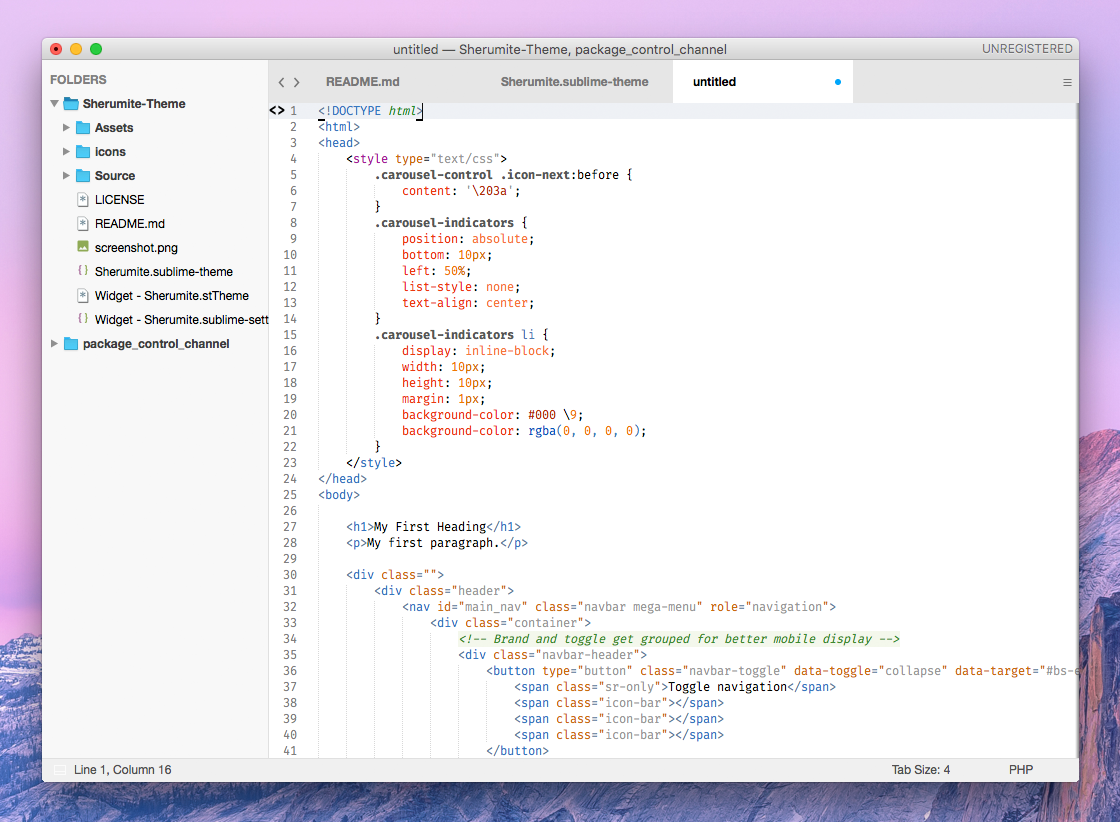 untitled — Sherumite-Theme, package_control_channel
UNREGISTERED
FOLDERS
Sherumite-Theme
Assets
icons
Source
LICENSE
README.md
screenshot.png
Sherumite.sublime-theme
Widget - Sherumite.stTheme
Widget - Sherumite.sublime-sett
package_control_channel
README.md
Sherumite.sublime-theme
untitled
1 <!DOCTYPE html>
2 <html>
3 <head>
4 <style type="text/css">
5 .carousel-control .icon-next:before {
6 content: '\203a';
7 }
8 .carousel-indicators {
9 position: absolute;
10 bottom: 10px;
11 left: 50%;
12 list-style: none;
13 text-align: center;
14 }
15 .carousel-indicators li {
16 display: inline-block;
17 width: 10px;
18 height: 10px;
19 margin: 1px;
20 background-color: #000 \9;
21 background-color: rgba(0, 0, 0, 0);
22 }
23 </style>
24 </head>
25 <body>
26
27 <h1>My First Heading</h1>
28 <p>My first paragraph.</p>
29
30 <div class="">
31 <div class="header">
32 <nav id="main_nav" class="navbar mega-menu" role="navigation">
33 <div class="container">
34 <!-- Brand and toggle get grouped for better mobile display -->
35 <div class="navbar-header">
36 <button type="button" class="navbar-toggle" data-toggle="collapse" data-target="#bs-e
37 <span class="sr-only">Toggle navigation</span>
38 <span class="icon-bar"></span>
39 <span class="icon-bar"></span>
40 <span class="icon-bar"></span>
41 </button>
Line 1, Column 16
Tab Size: 4
PHP